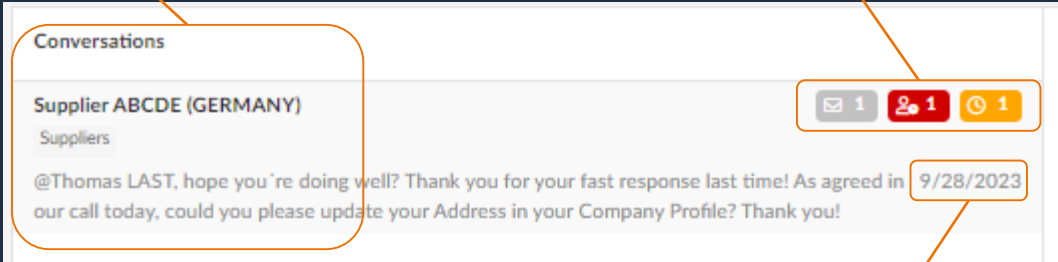 Conversations
Supplier ABCDE (GERMANY)
1 1 1
Suppliers
@Thomas LAST, hope you´re doing well? Thank you for your fast response last time! As agreed in 9/28/2023
our call today, could you please update your Address in your Company Profile? Thank you!